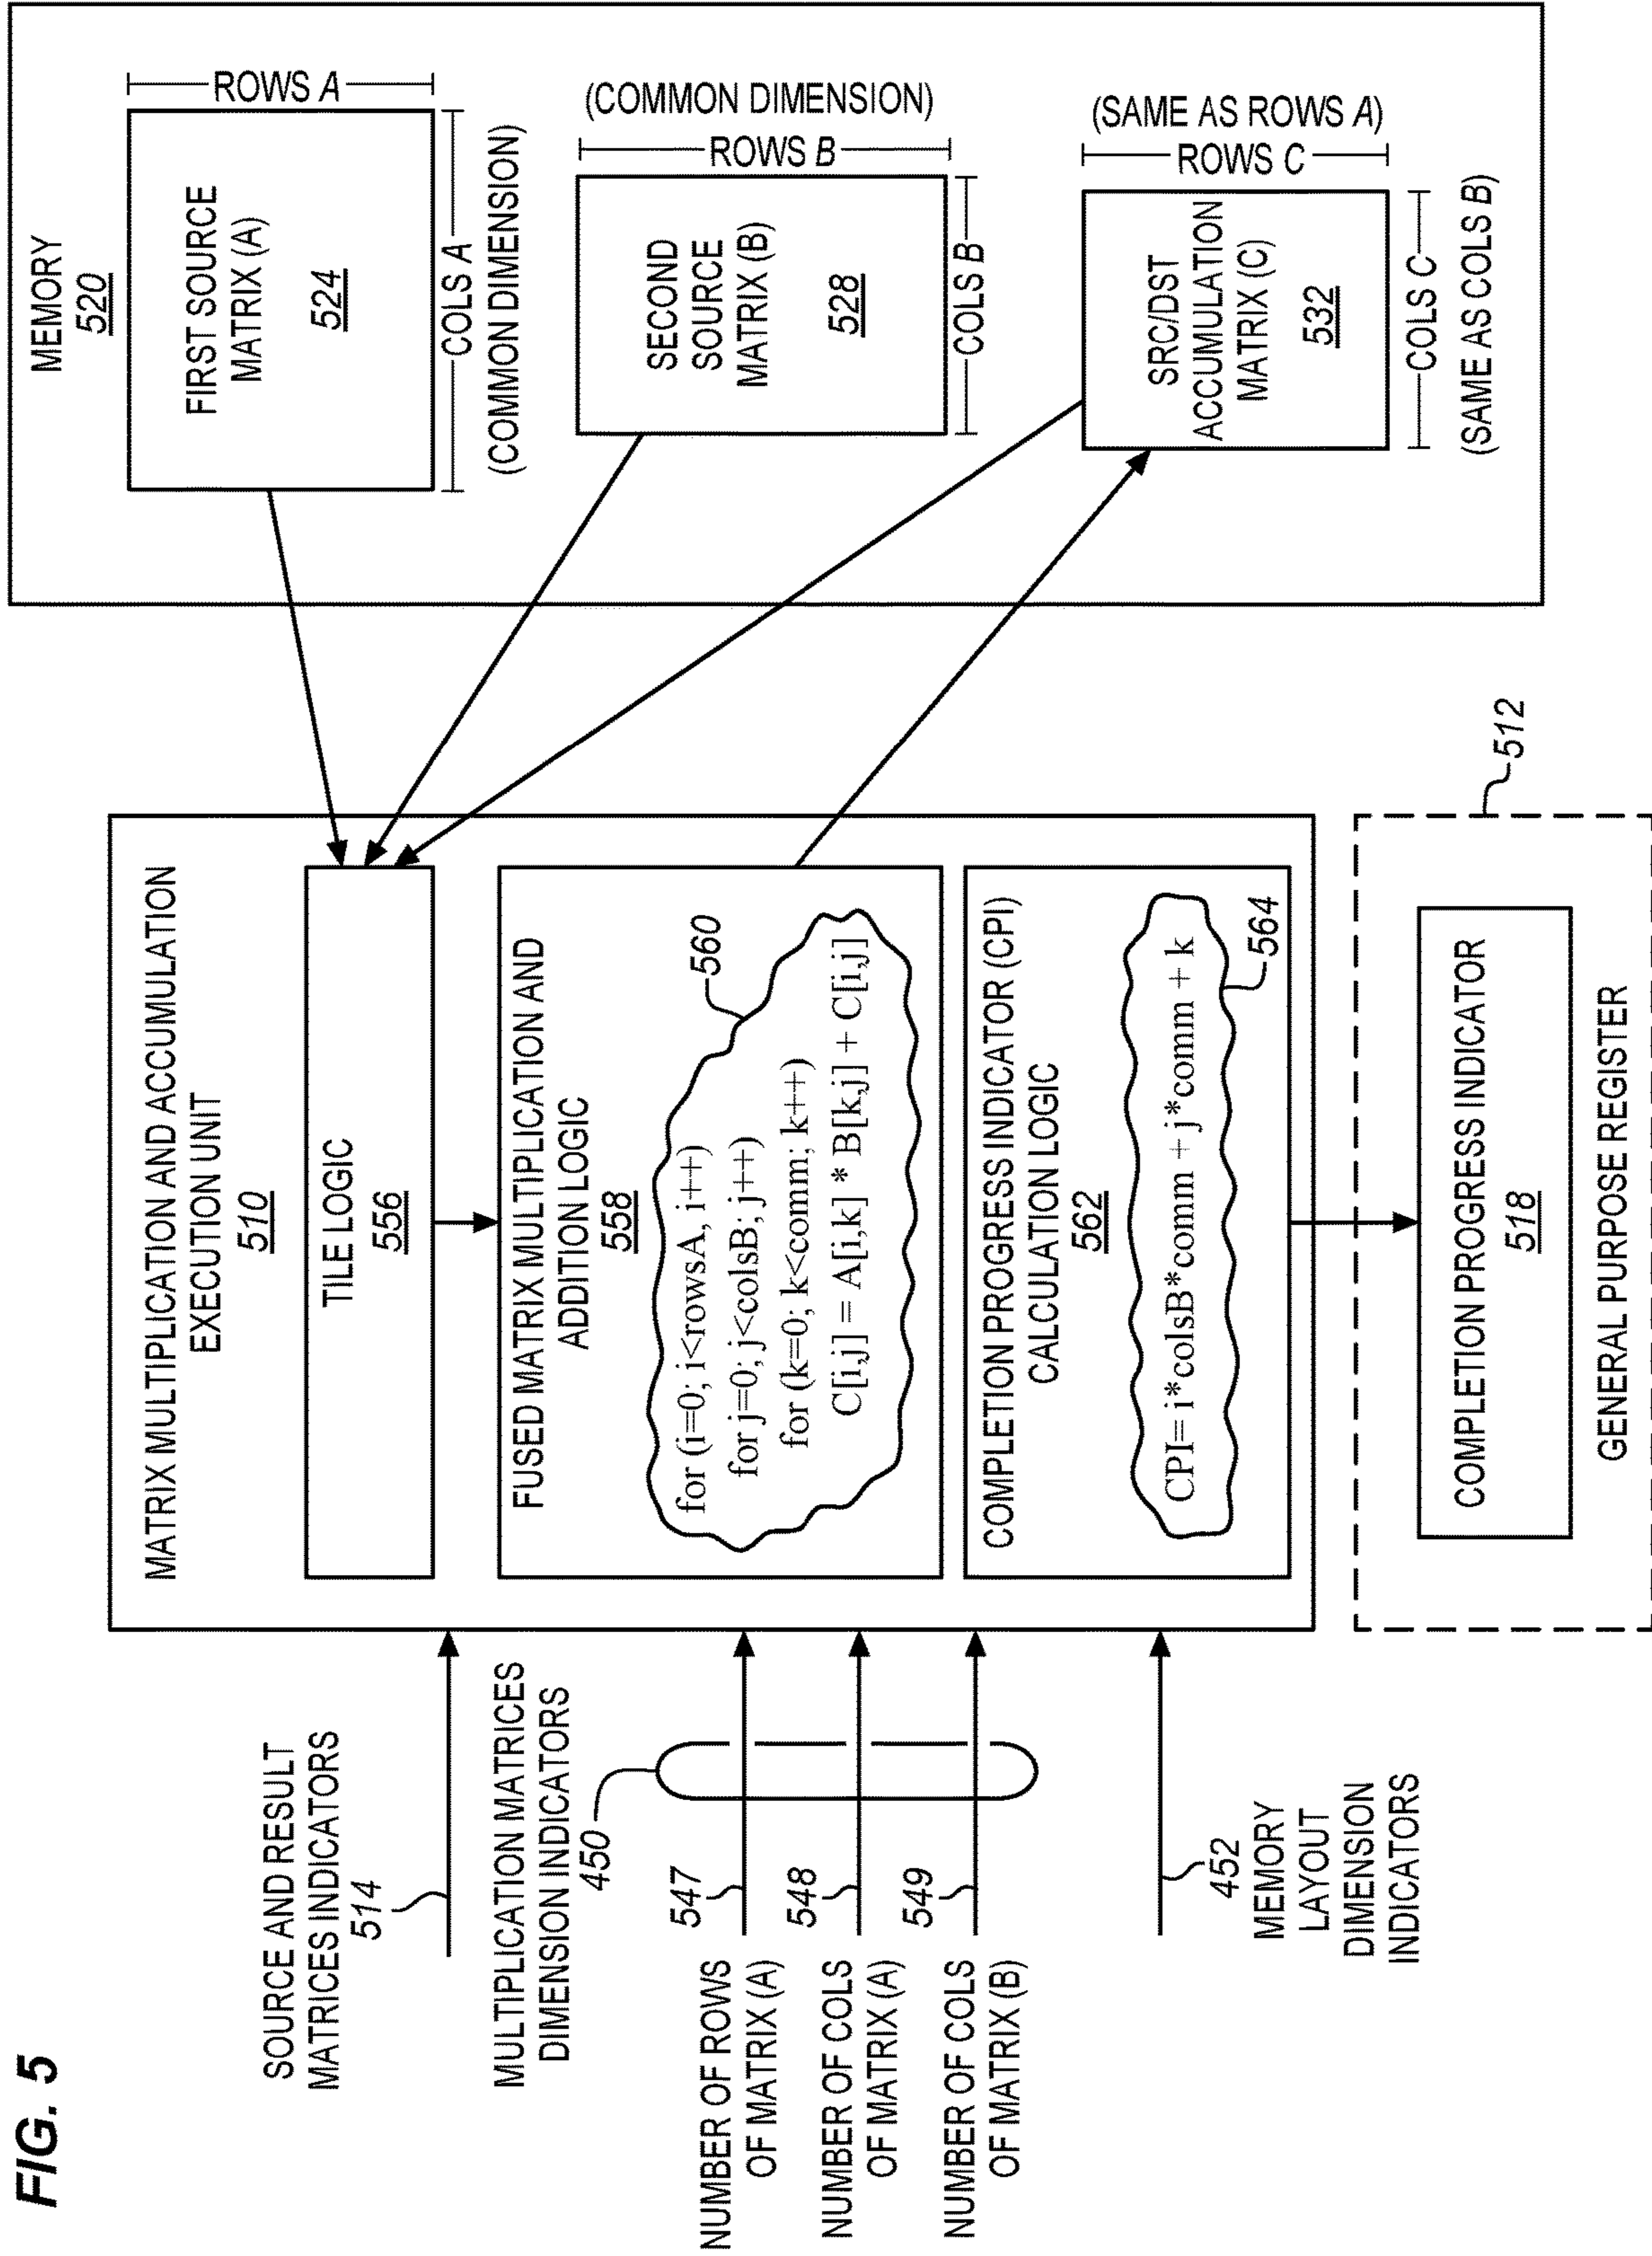 FIG. 5
SOURCE AND RESULT
MATRICES INDICATORS
514
MULTIPLICATION MATRICES
DIMENSION INDICATORS
450
NUMBER OF ROWS
OF MATRIX (A)
547
NUMBER OF COLS
OF MATRIX (A)
548
NUMBER OF COLS
OF MATRIX (B)
549
452
MEMORY
LAYOUT
DIMENSION
INDICATORS
MATRIX MULTIPLICATION AND ACCUMULATION
EXECUTION UNIT
510
TILE LOGIC
556
FUSED MATRIX MULTIPLICATION AND
ADDITION LOGIC
558
560
for (i=0; i<rowsA, i++)
for j=0; j<colsB; j++)
for (k=0; k<comm; k++)
C[i,j] = A[i,k] * B[k,j] + C[i,j]
COMPLETION PROGRESS INDICATOR (CPI)
CALCULATION LOGIC
562
CPI= i*colsB*comm + j*comm + k
564
COMPLETION PROGRESS INDICATOR
518
GENERAL PURPOSE REGISTER
512
MEMORY
520
FIRST SOURCE
MATRIX (A)
524
ROWS A
COLS A
(COMMON DIMENSION)
SECOND
SOURCE
MATRIX (B)
528
(COMMON DIMENSION)
ROWS B
COLS B
SRC/DST
ACCUMULATION
MATRIX (C)
532
(SAME AS ROWS A)
ROWS C
COLS C
(SAME AS COLS B)